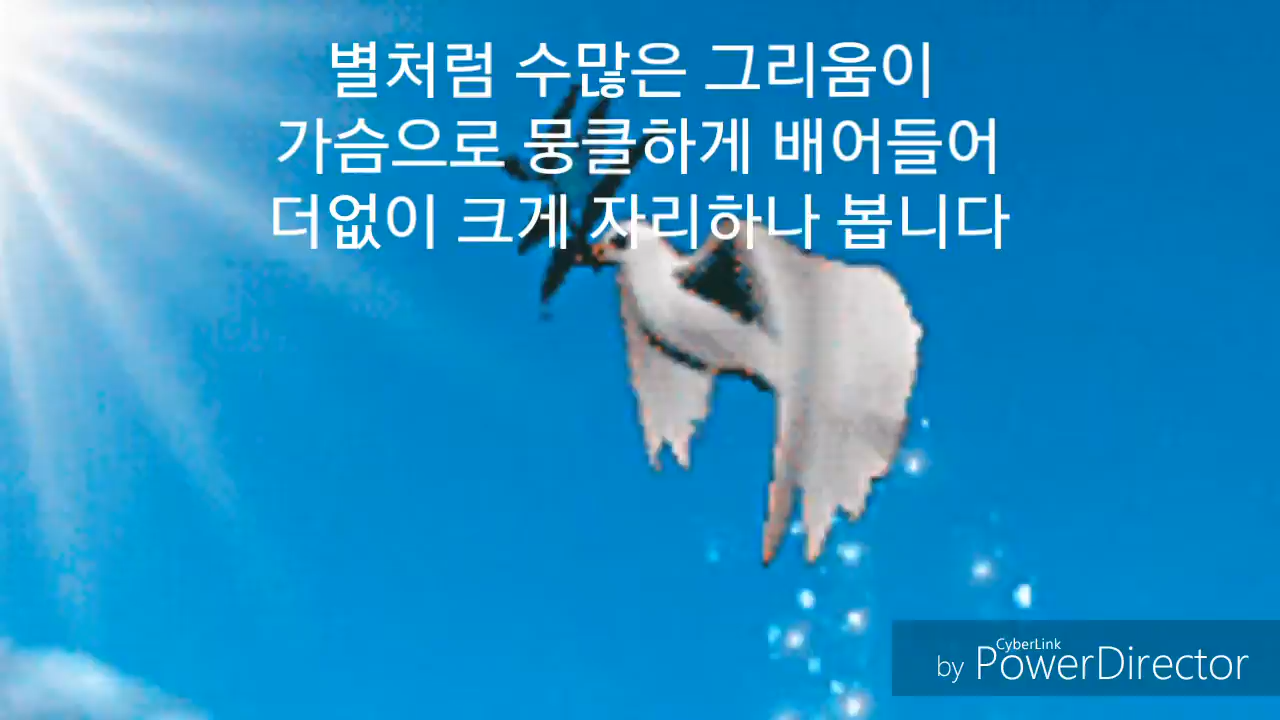 별처럼 수많은 그리움이
가슴으로 뭉클하게 배어들어
더없이 크게 자리하나 봅니다
CyberLink
by PowerDirector